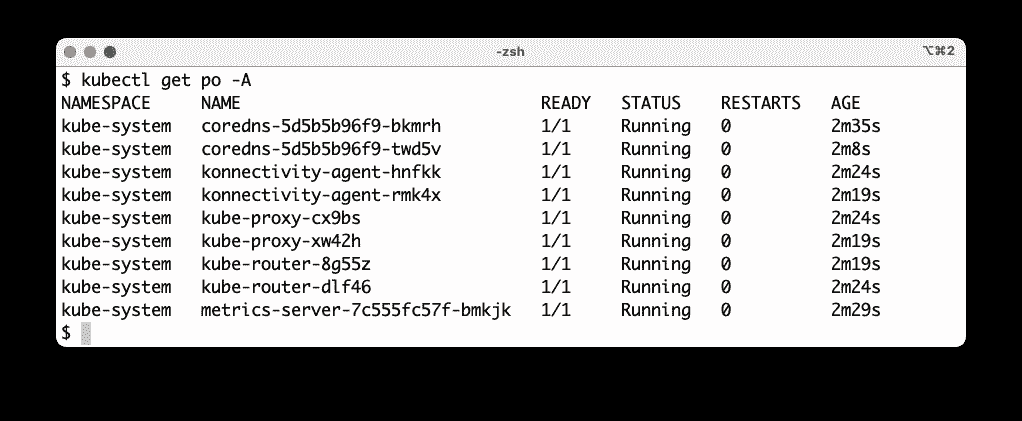 -zsh ⌥⌘2
$ kubectl get po -A
NAMESPACE NAME READY STATUS RESTARTS AGE
kube-system coredns-5d5b5b96f9-bkmrh 1/1 Running 0 2m35s
kube-system coredns-5d5b5b96f9-twd5v 1/1 Running 0 2m8s
kube-system konnectivity-agent-hnfkk 1/1 Running 0 2m24s
kube-system konnectivity-agent-rmk4x 1/1 Running 0 2m19s
kube-system kube-proxy-cx9bs 1/1 Running 0 2m24s
kube-system kube-proxy-xw42h 1/1 Running 0 2m19s
kube-system kube-router-8g55z 1/1 Running 0 2m19s
kube-system kube-router-dlf46 1/1 Running 0 2m24s
kube-system metrics-server-7c555fc57f-bmkjk 1/1 Running 0 2m29s
$